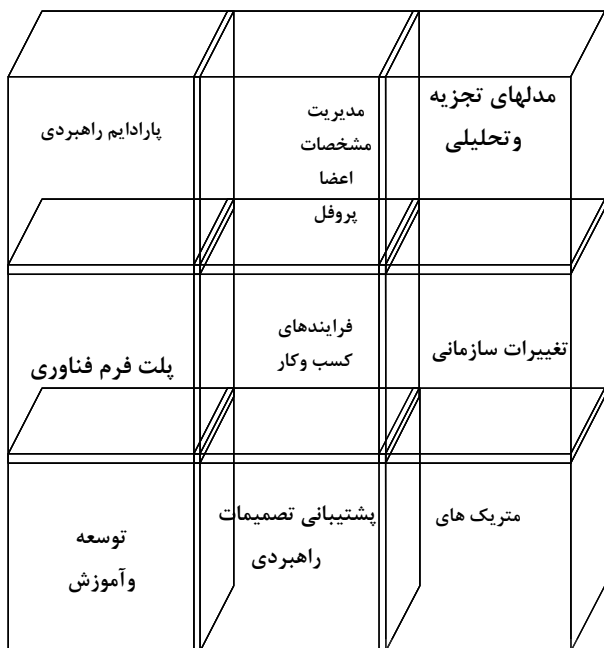 مدلهای تجزیه
وتحلیلی
مدیریت
مشخصات
اعضا
پروفل
پارادایم راهبردی
تغییرات سازمانی
فرایندهای
کسب وکار
پلت فرم فناوری
متریک های
پشتیبانی تصمیمات
راهبردی
توسعه
وآموزش